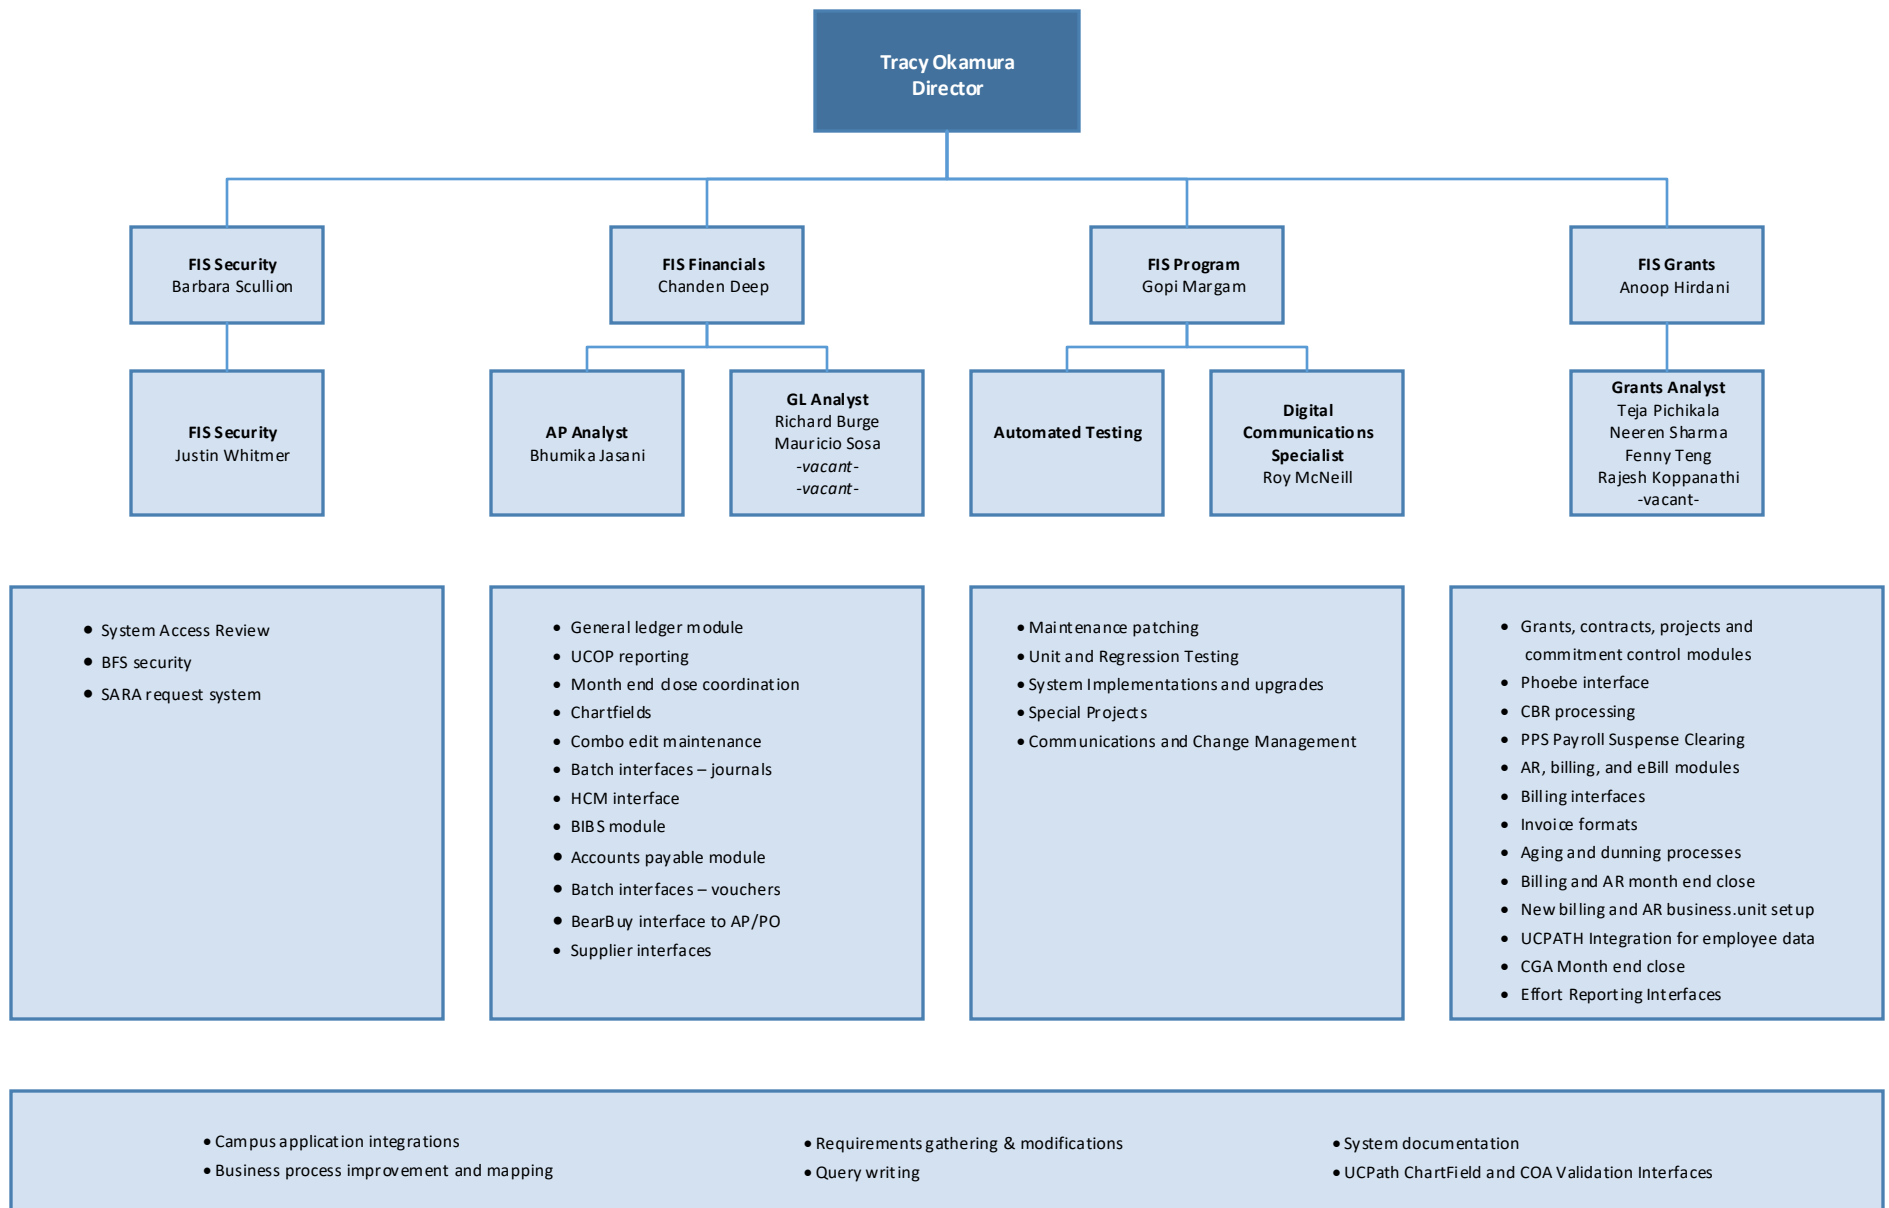 Tracy Okamura
Director
FIS Security
Barbara Scullion
FIS Financials
Chanden Deep
FIS Program
Gopi Margam
FIS Grants
Anoop Hirdani
FIS Security
Justin Whitmer
AP Analyst
Bhumika Jasani
GL Analyst
Richard Burge
Mauricio Sosa
-vacant-
-vacant-
Automated Testing
Digital
Communications
Specialist
Roy McNeill
Grants Analyst
Teja Pichikala
Neeren Sharma
Fenny Teng
Rajesh Koppanathi
-vacant-
• System Access Review
• BFS security
• SARA request system
• General ledger module
• UCOP reporting
• Month end close coordination
• Chartfields
• Combo edit maintenance
• Batch interfaces – journals
• HCM interface
• BIBS module
• Accounts payable module
• Batch interfaces – vouchers
• BearBuy interface to AP/PO
• Supplier interfaces
• Maintenance patching
• Unit and Regression Testing
• System Implementations and upgrades
• Special Projects
• Communications and Change Management
• Grants, contracts, projects and
commitment control modules
• Phoebe interface
• CBR processing
• PPS Payroll Suspense Clearing
• AR, billing, and eBill modules
• Billing interfaces
• Invoice formats
• Aging and dunning processes
• Billing and AR month end close
• New billing and AR business.unit setup
• UCPATH Integration for employee data
• CGA Month end close
• Effort Reporting Interfaces
• Campus application integrations
• Business process improvement and mapping
• Requirements gathering & modifications
• Query writing
• System documentation
• UCPath ChartField and COA Validation Interfaces